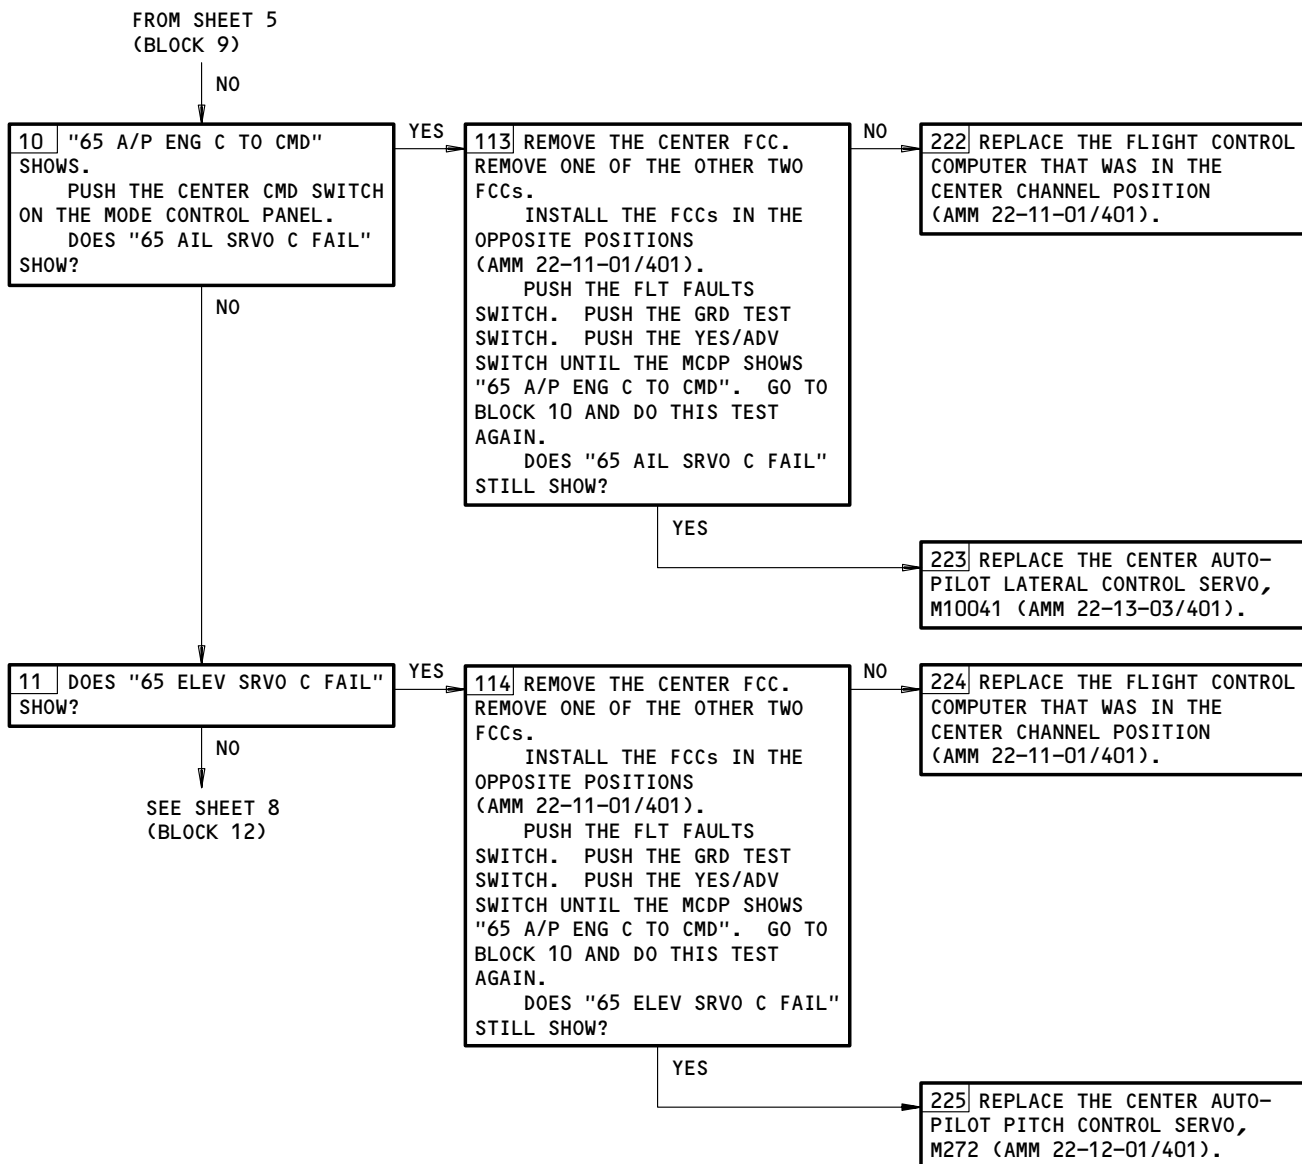 FROM SHEET 5
(BLOCK 9)
NO
10 "65 A/P ENG C TO CMD"
SHOWS.
PUSH THE CENTER CMD SWITCH
ON THE MODE CONTROL PANEL.
DOES "65 AIL SRVO C FAIL"
SHOW?
YES
113 REMOVE THE CENTER FCC.
REMOVE ONE OF THE OTHER TWO
FCCs.
INSTALL THE FCCs IN THE
OPPOSITE POSITIONS
(AMM 22-11-01/401).
PUSH THE FLT FAULTS
SWITCH. PUSH THE GRD TEST
SWITCH. PUSH THE YES/ADV
SWITCH UNTIL THE MCDP SHOWS
"65 A/P ENG C TO CMD". GO TO
BLOCK 10 AND DO THIS TEST
AGAIN.
DOES "65 AIL SRVO C FAIL"
STILL SHOW?
NO
222 REPLACE THE FLIGHT CONTROL
COMPUTER THAT WAS IN THE
CENTER CHANNEL POSITION
(AMM 22-11-01/401).
YES
223 REPLACE THE CENTER AUTO-
PILOT LATERAL CONTROL SERVO,
M10041 (AMM 22-13-03/401).
NO
11 DOES "65 ELEV SRVO C FAIL"
SHOW?
YES
114 REMOVE THE CENTER FCC.
REMOVE ONE OF THE OTHER TWO
FCCs.
INSTALL THE FCCs IN THE
OPPOSITE POSITIONS
(AMM 22-11-01/401).
PUSH THE FLT FAULTS
SWITCH. PUSH THE GRD TEST
SWITCH. PUSH THE YES/ADV
SWITCH UNTIL THE MCDP SHOWS
"65 A/P ENG C TO CMD". GO TO
BLOCK 10 AND DO THIS TEST
AGAIN.
DOES "65 ELEV SRVO C FAIL"
STILL SHOW?
NO
224 REPLACE THE FLIGHT CONTROL
COMPUTER THAT WAS IN THE
CENTER CHANNEL POSITION
(AMM 22-11-01/401).
YES
225 REPLACE THE CENTER AUTO-
PILOT PITCH CONTROL SERVO,
M272 (AMM 22-12-01/401).
NO
SEE SHEET 8
(BLOCK 12)